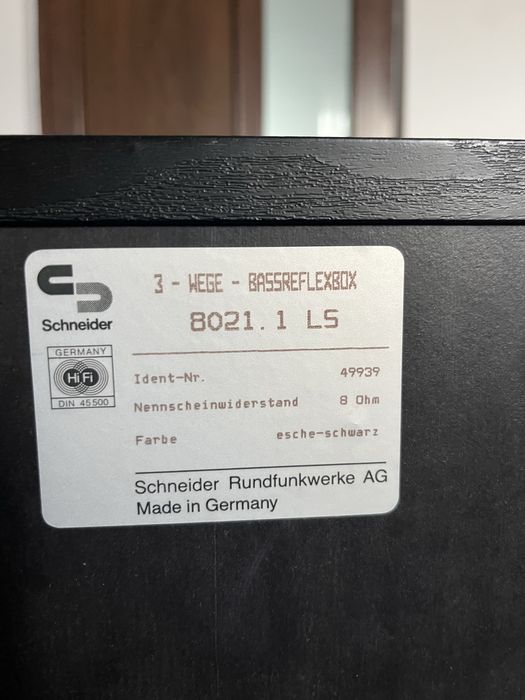 3 - WEGE - BASSREFLEXBOX
8021.1 LS
Schneider
GERMANY
HiFi
DIN 45500
Ident-Nr. 49939
Nennscheinwiderstand 8 Ohm
Farbe esche-schwarz
Schneider Rundfunkwerke AG
Made in Germany